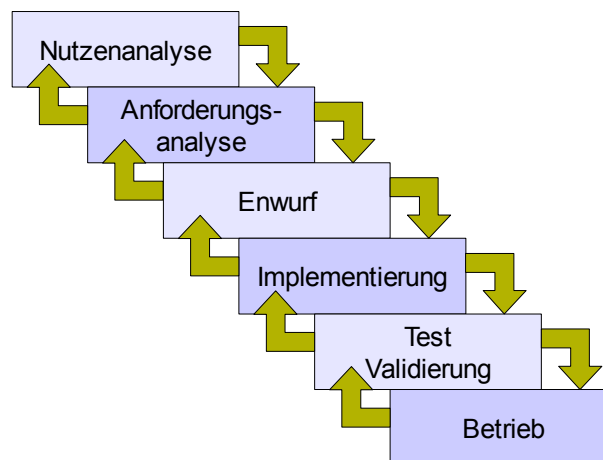 Nutzenanalyse
Anforderungs-
analyse
Enwurf
Implementierung
Test
Validierung
Betrieb